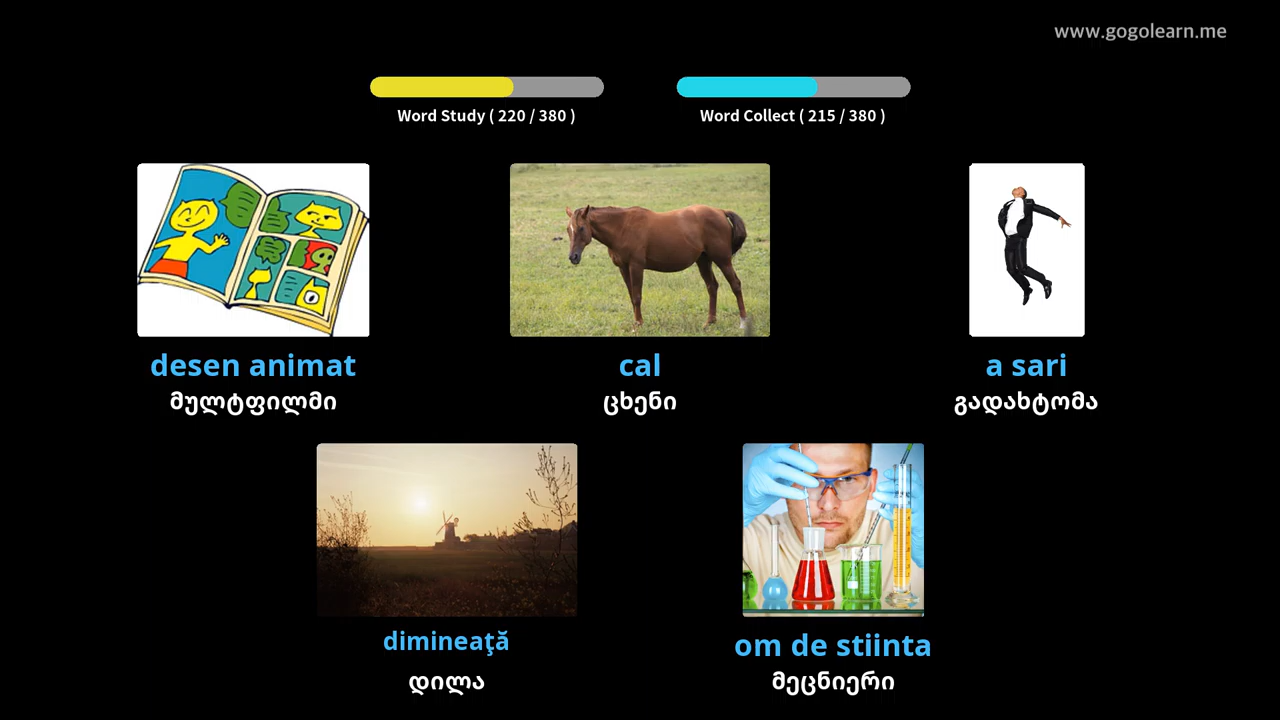 www.gogolearn.me
Word Study ( 220 / 380 )
Word Collect ( 215 / 380 )
desen animat
მულტფილმი
cal
ცხენი
a sari
გადახტომა
dimineaţă
დილა
om de stiinta
მეცნიერი